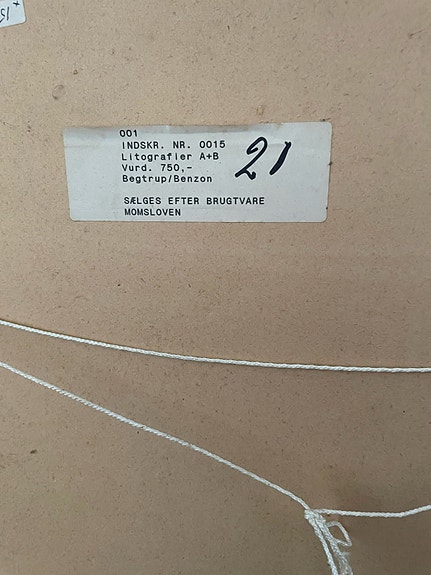 001
INDSKR. NR. 0015
Litografier A+B
Vurd. 750,-
Begtrup/Benzon
21
SÆLGES EFTER BRUGTVARE
MOMSLOVEN